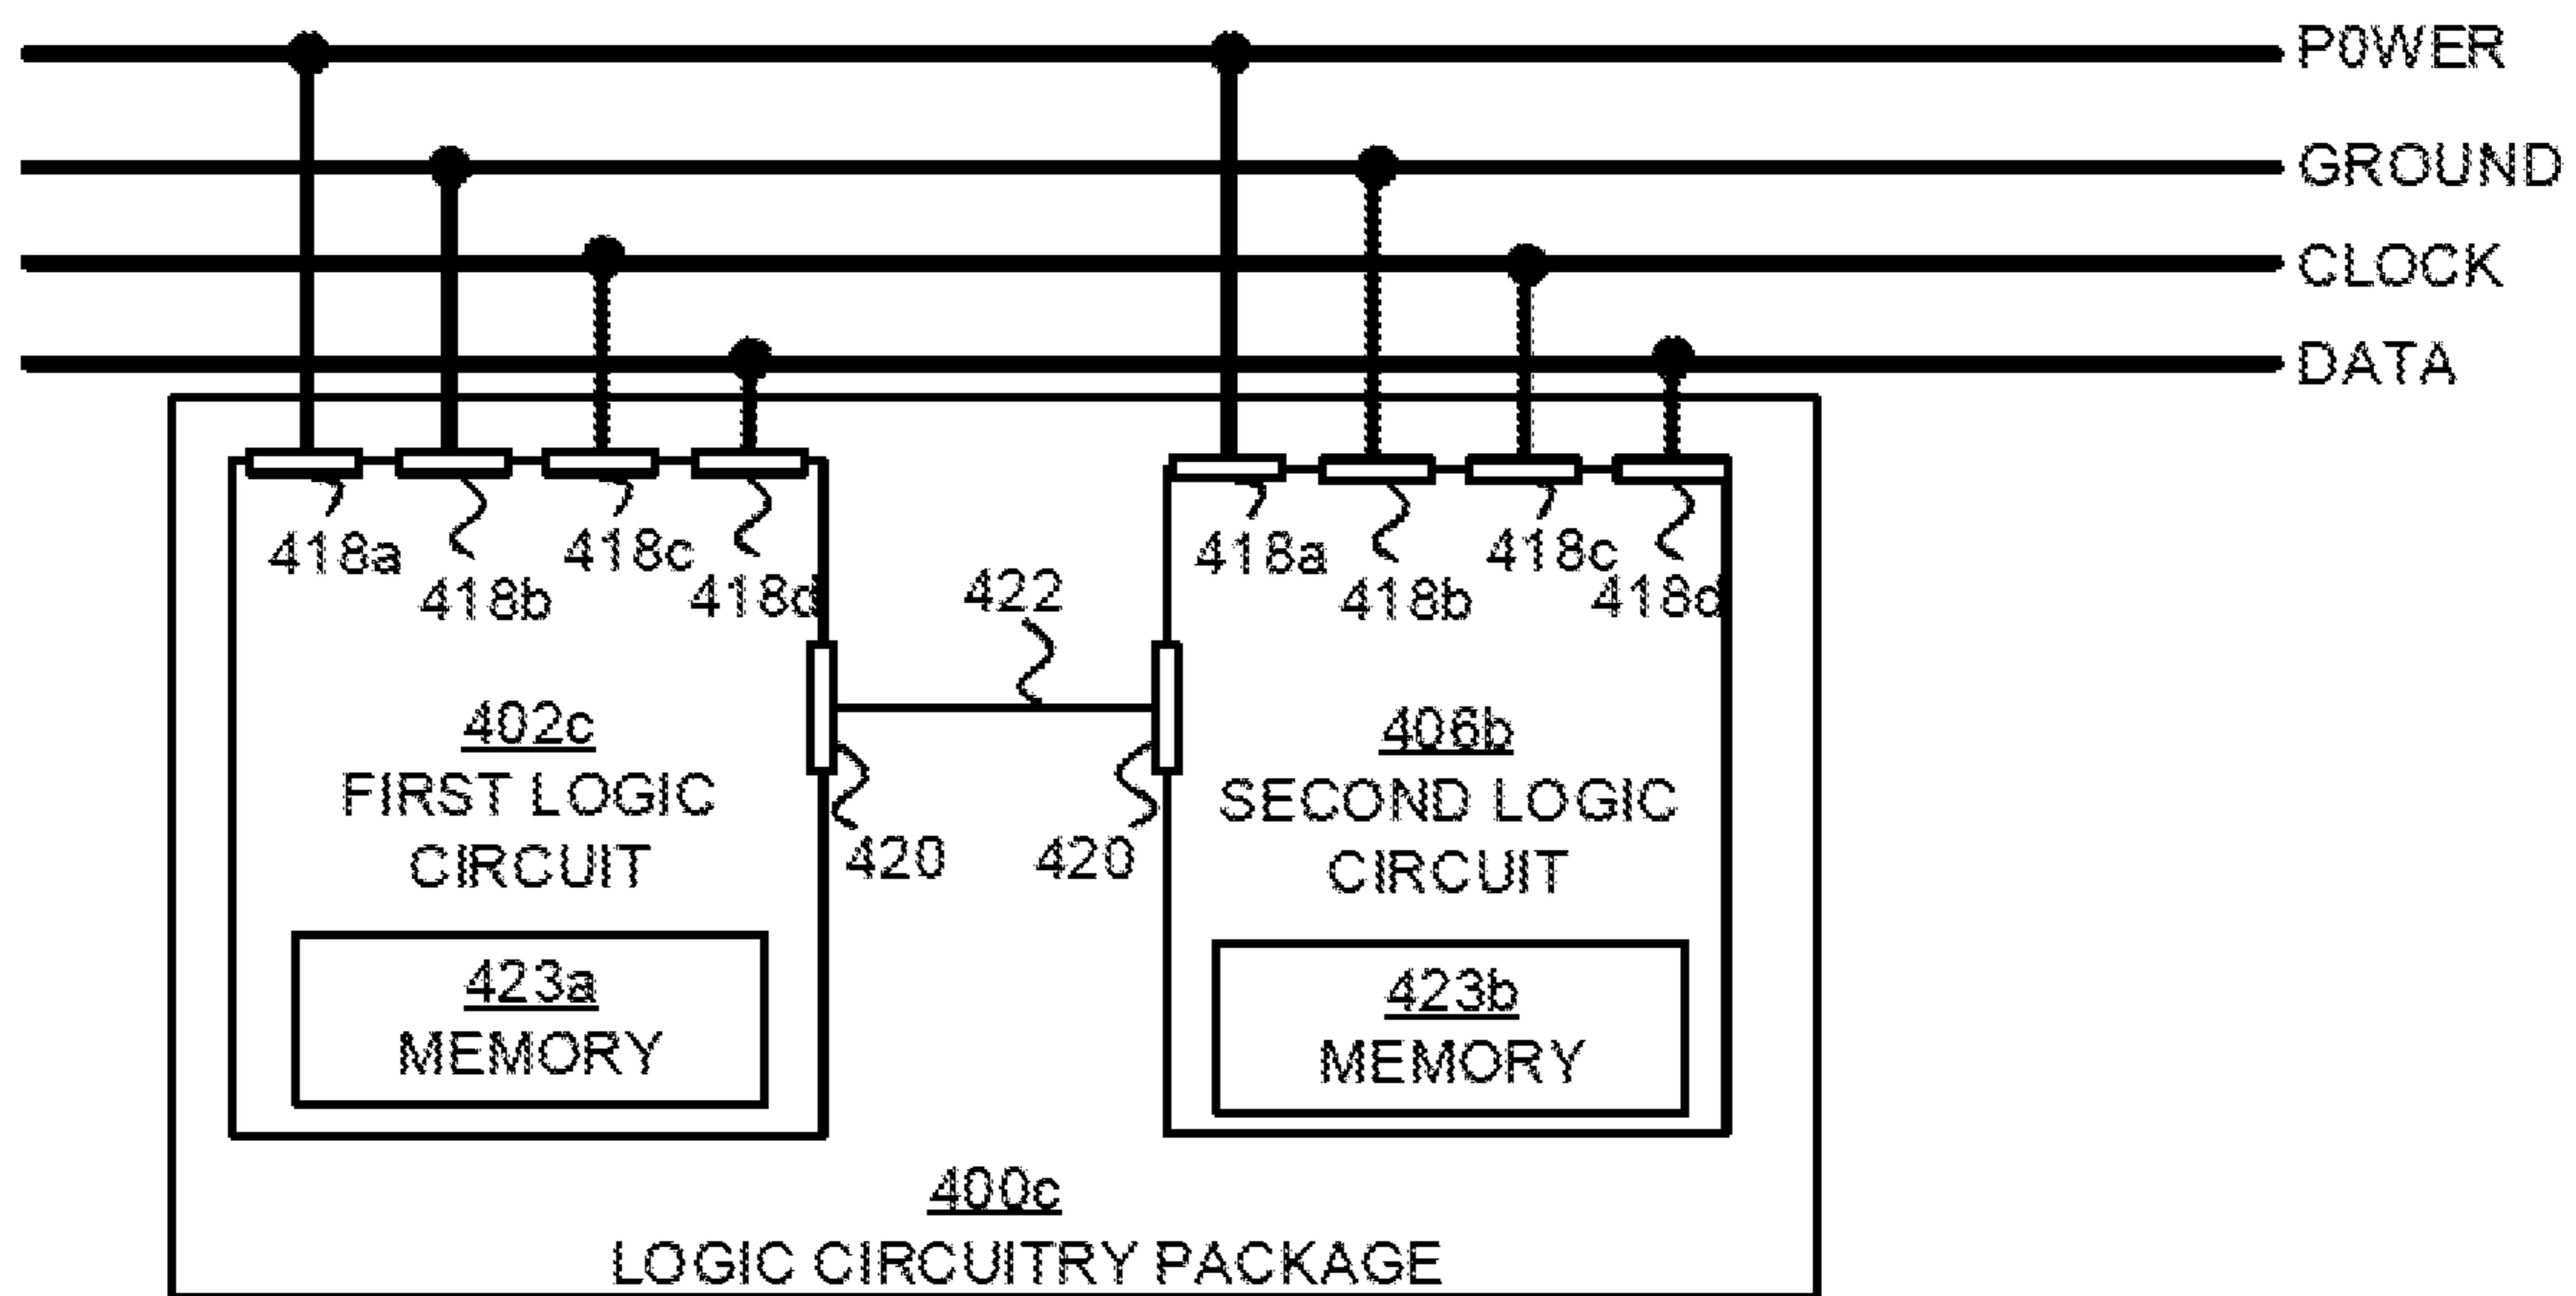 P0WER
GROUND
CLOCK
DATA
418a
418b
418c
418d
418a
418b
418c
418d
422
402c
FIRST LOGIC
CIRCUIT
420
420
406b
SECOND LOGIC
CIRCUIT
423a
MEMORY
423b
MEMORY
400c
LOGIC CIRCUITRY PACKAGE